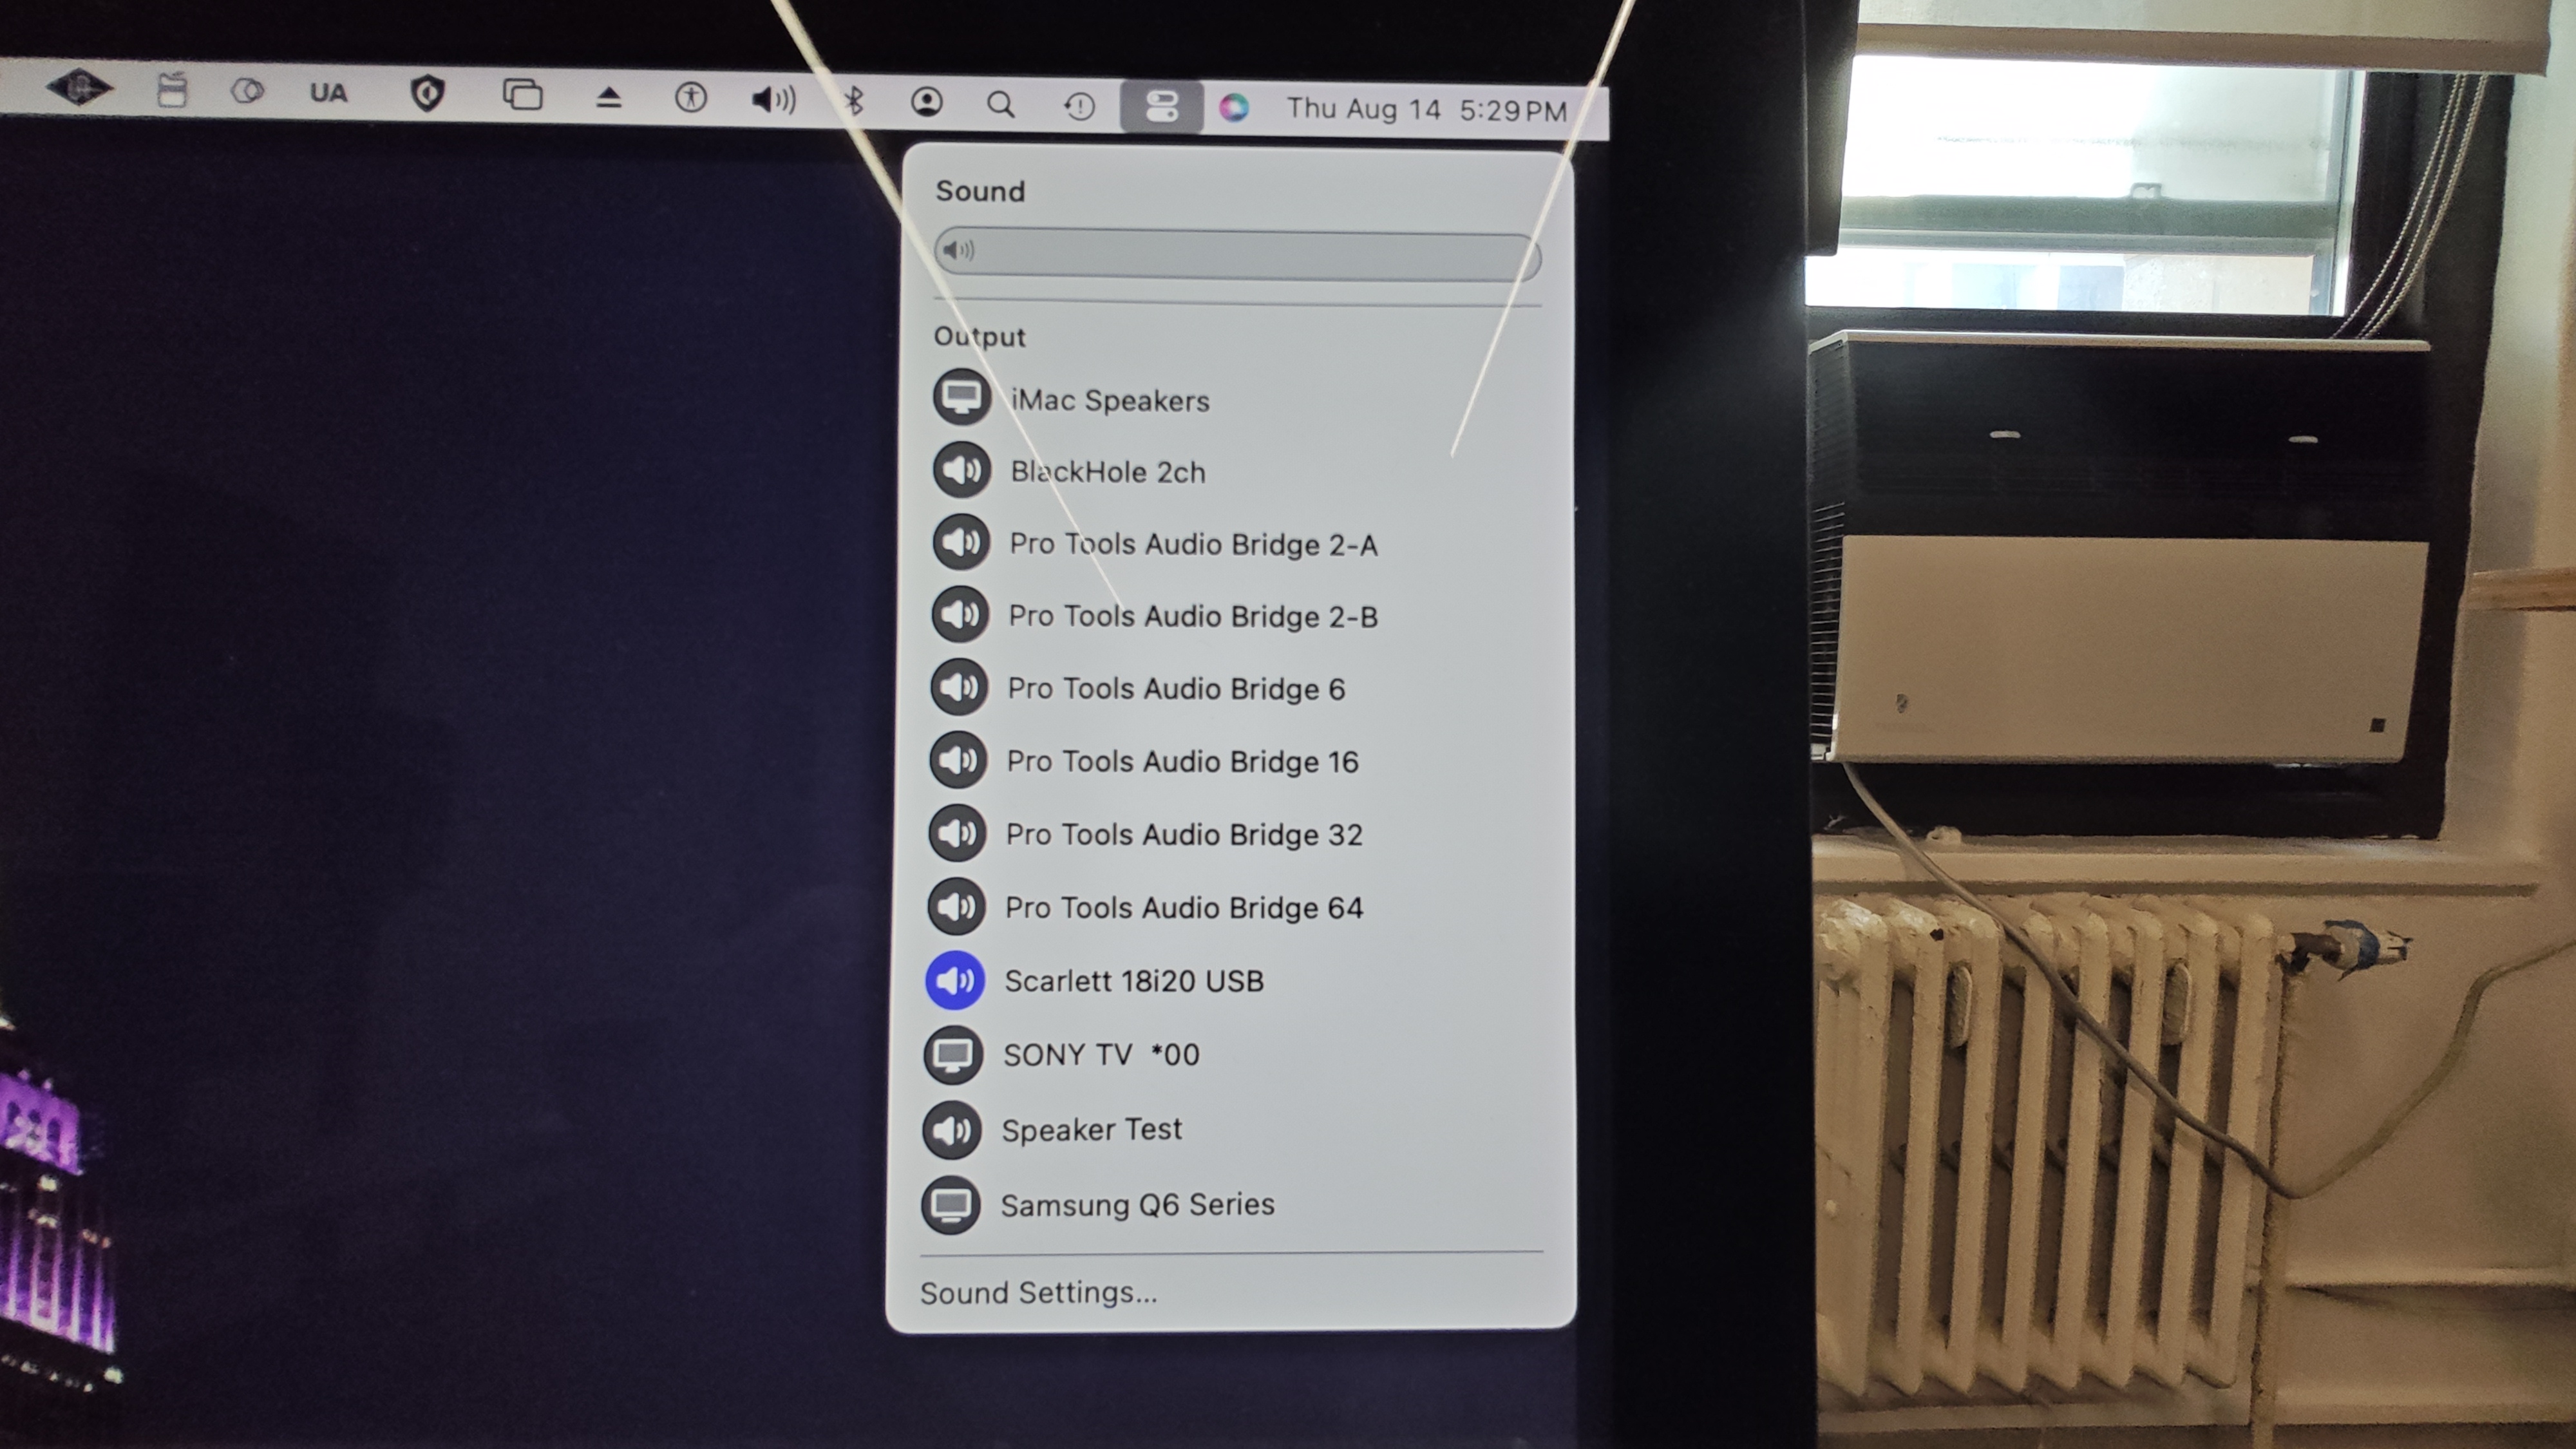 UA
Thu Aug 14 5:29 PM
Sound
Output
iMac Speakers
BlackHole 2ch
Pro Tools Audio Bridge 2-A
Pro Tools Audio Bridge 2-B
Pro Tools Audio Bridge 6
Pro Tools Audio Bridge 16
Pro Tools Audio Bridge 32
Pro Tools Audio Bridge 64
Scarlett 18i20 USB
SONY TV *00
Speaker Test
Samsung Q6 Series
Sound Settings...